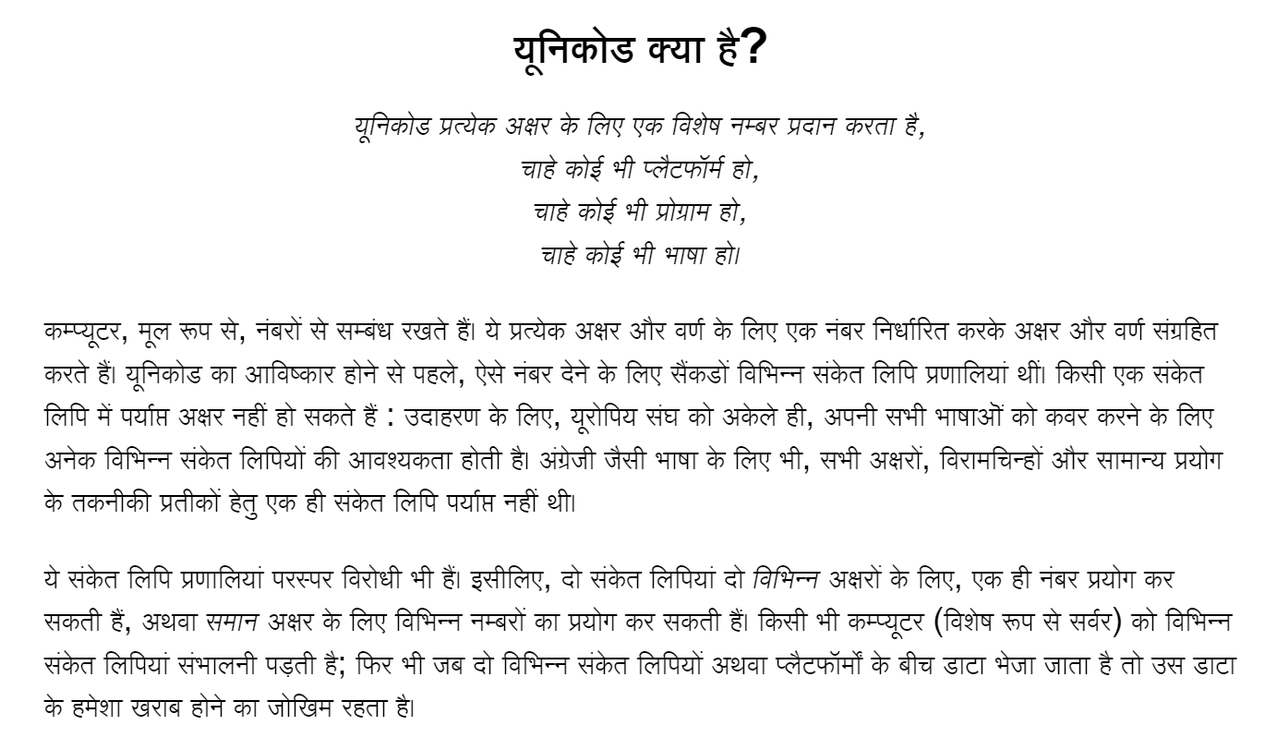 यूनिकोड क्या है?
यूनिकोड प्रत्येक अक्षर के लिए एक विशेष नम्बर प्रदान करता है,
चाहे कोई भी प्लैटफॉर्म हो,
चाहे कोई भी प्रोग्राम हो,
चाहे कोई भी भाषा हो।
कम्प्यूटर, मूल रूप से, नंबरों से सम्बंध रखते हैं। ये प्रत्येक अक्षर और वर्ण के लिए एक नंबर निर्धारित करके अक्षर और वर्ण संग्रहित
करते हैं। यूनिकोड का आविष्कार होने से पहले, ऐसे नंबर देने के लिए सैंकडों विभिन्न संकेत लिपि प्रणालियां थीं। किसी एक संकेत
लिपि में पर्याप्त अक्षर नहीं हो सकते हैं : उदाहरण के लिए, यूरोपिय संघ को अकेले ही, अपनी सभी भाषाऒं को कवर करने के लिए
अनेक विभिन्न संकेत लिपियों की आवश्यकता होती है। अंग्रेजी जैसी भाषा के लिए भी, सभी अक्षरों, विरामचिन्हों और सामान्य प्रयोग
के तकनीकी प्रतीकों हेतु एक ही संकेत लिपि पर्याप्त नहीं थी।
ये संकेत लिपि प्रणालियां परस्पर विरोधी भी हैं। इसीलिए, दो संकेत लिपियां दो विभिन्न अक्षरों के लिए, एक ही नंबर प्रयोग कर
सकती हैं, अथवा समान अक्षर के लिए विभिन्न नम्बरों का प्रयोग कर सकती हैं। किसी भी कम्प्यूटर (विशेष रूप से सर्वर) को विभिन्न
संकेत लिपियां संभालनी पड़ती है; फिर भी जब दो विभिन्न संकेत लिपियों अथवा प्लैटफॉर्मों के बीच डाटा भेजा जाता है तो उस डाटा
के हमेशा खराब होने का जोखिम रहता है।